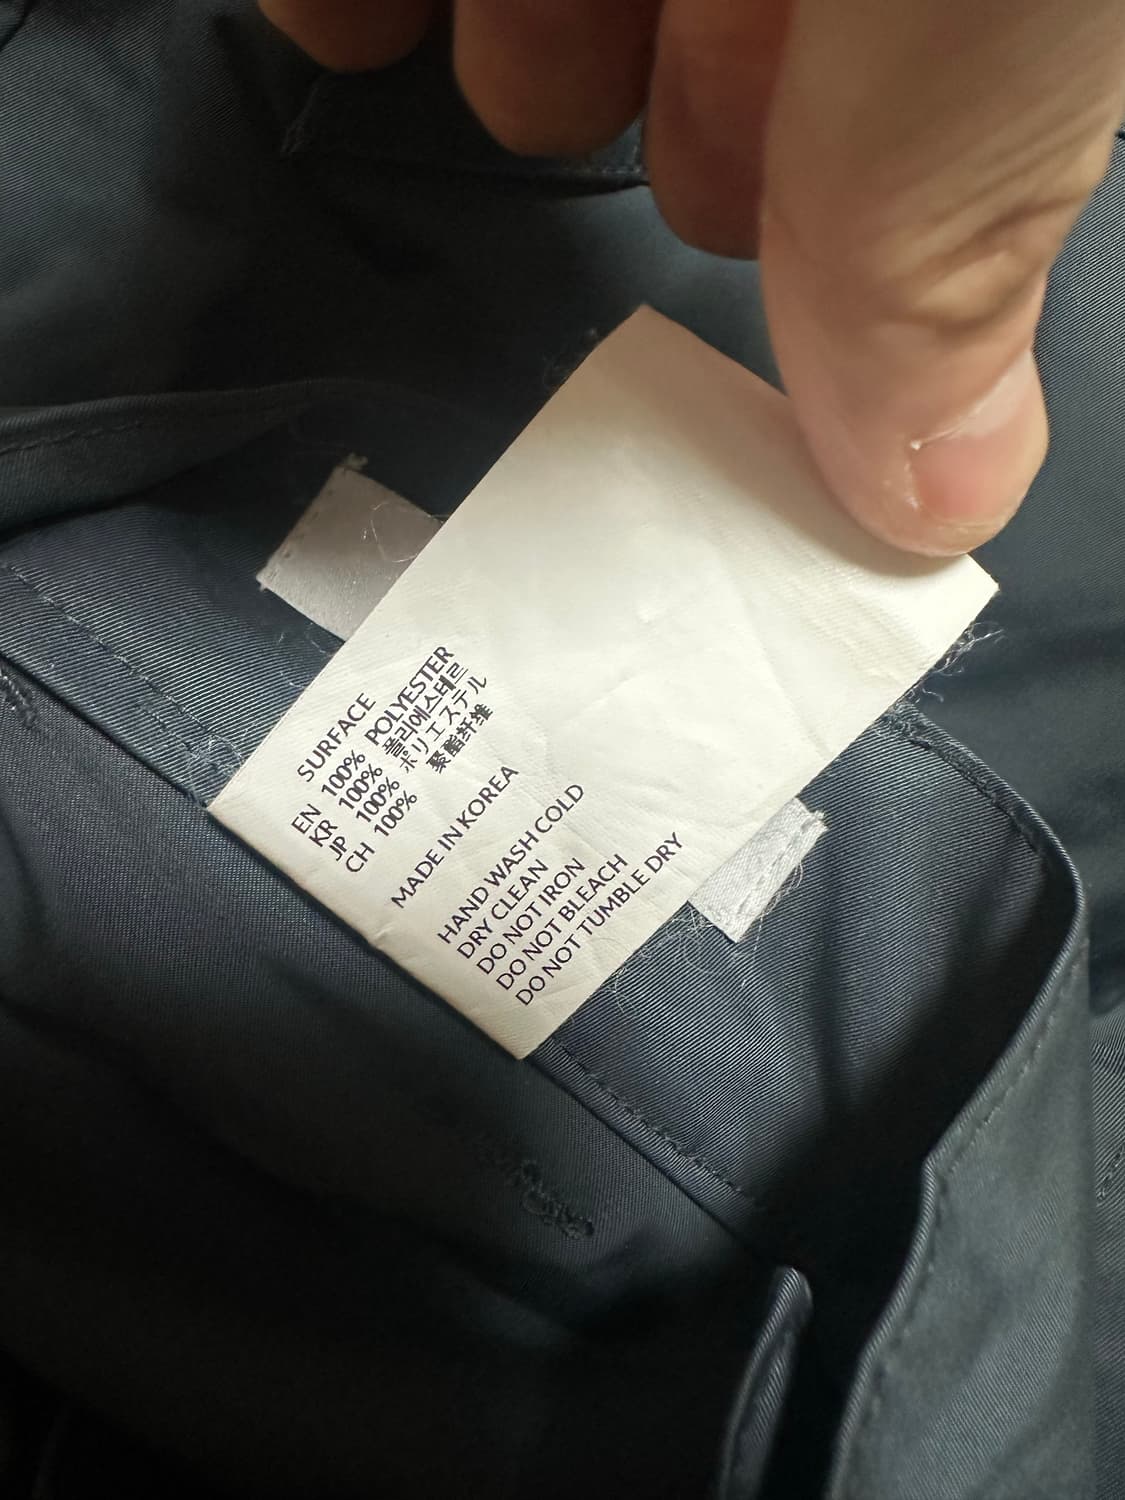 SURFACE
EN 100% POLYESTER
KR 100% 폴리에스테르
JP 100% ポリエステル
CH 100% 聚酯纤维
MADE IN KOREA
HAND WASH COLD
DRY CLEAN
DO NOT IRON
DO NOT BLEACH
DO NOT TUMBLE DRY